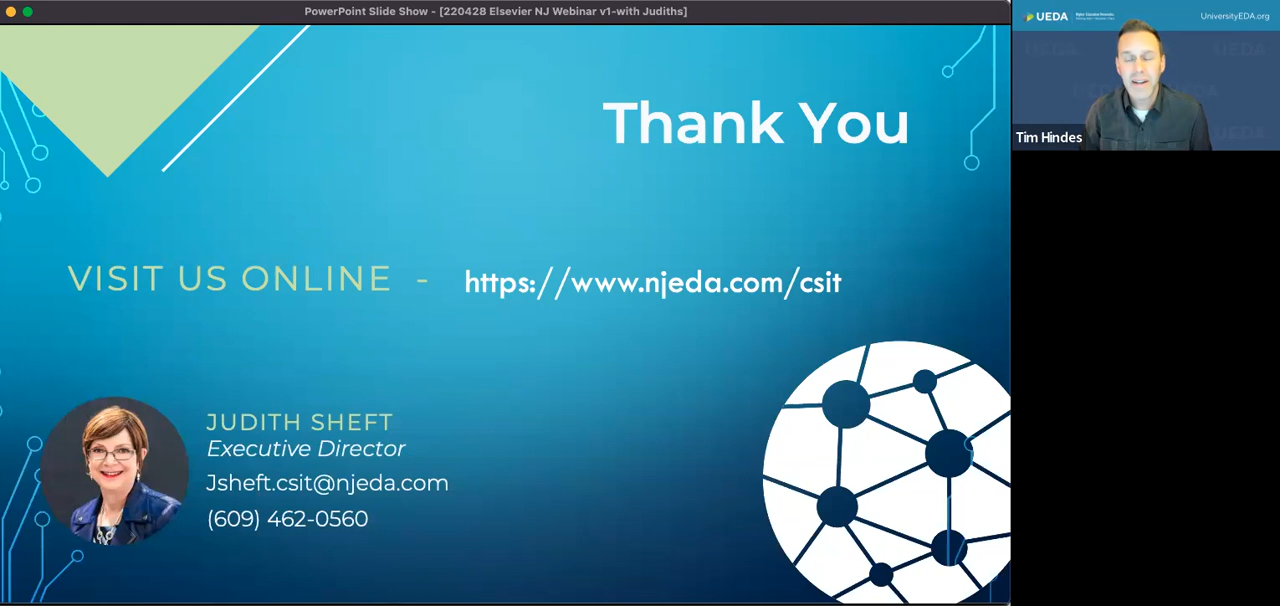 PowerPoint Slide Show - [220428 Elsevier NJ Webinar v1-with Judiths]
Thank You
VISIT US ONLINE - https://www.njeda.com/csit
JUDITH SHEFT
Executive Director
Jsheft.csit@njeda.com
(609) 462-0560
UEDA
UniversityEDA.org
Tim Hindes